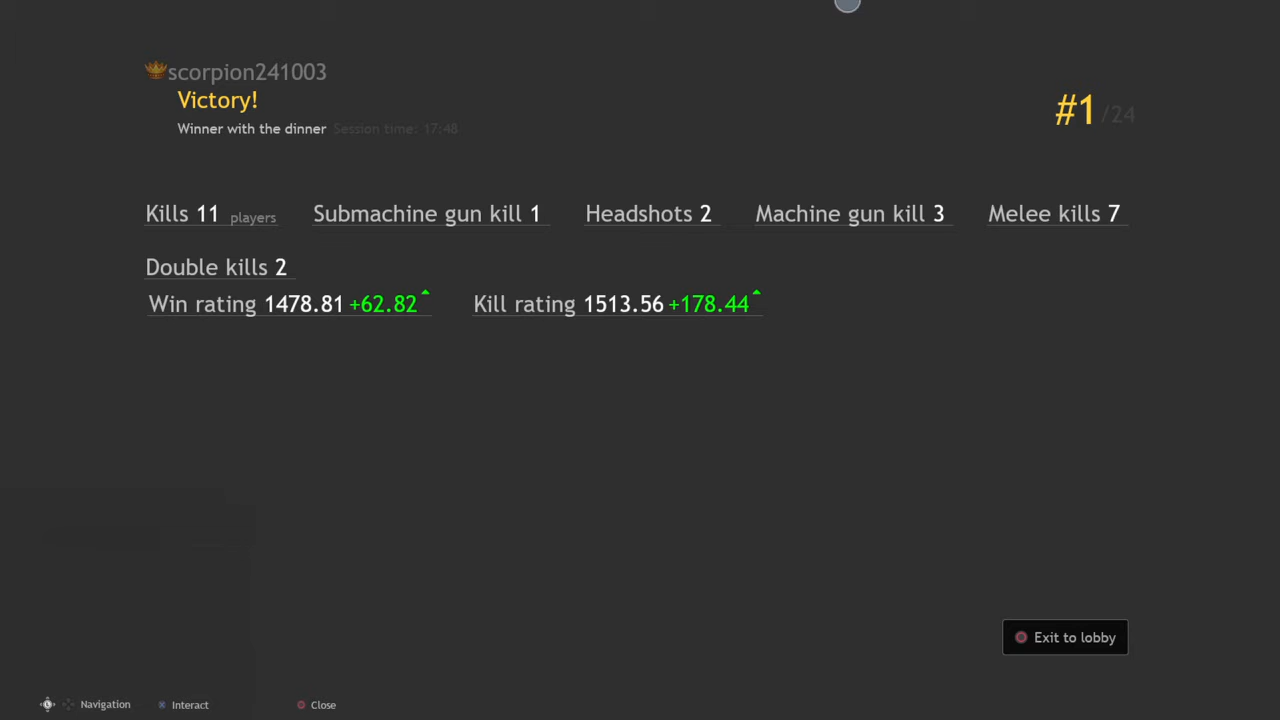 scorpion241003
Victory!
Winner with the dinner Session time: 17:48
#1/24
Kills 11 players Submachine gun kill 1 Headshots 2 Machine gun kill 3 Melee kills 7
Double kills 2
Win rating 1478.81 +62.82 Kill rating 1513.56 +178.44
Exit to lobby
L Navigation Interact Close